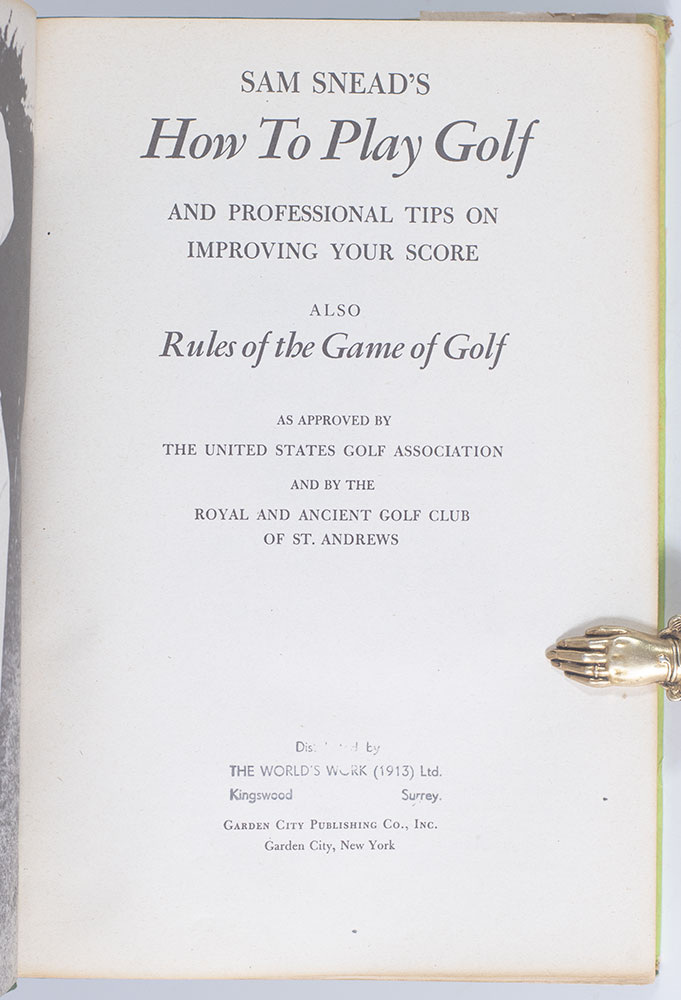 SAM SNEAD'S
How To Play Golf
AND PROFESSIONAL TIPS ON
IMPROVING YOUR SCORE
ALSO
Rules of the Game of Golf
AS APPROVED BY
THE UNITED STATES GOLF ASSOCIATION
AND BY THE
ROYAL AND ANCIENT GOLF CLUB
OF ST. ANDREWS
by
THE WORLD'S WORK (1913) Ltd.
Kingswood Surrey.
GARDEN CITY PUBLISHING CO., INC.
Garden City, New York